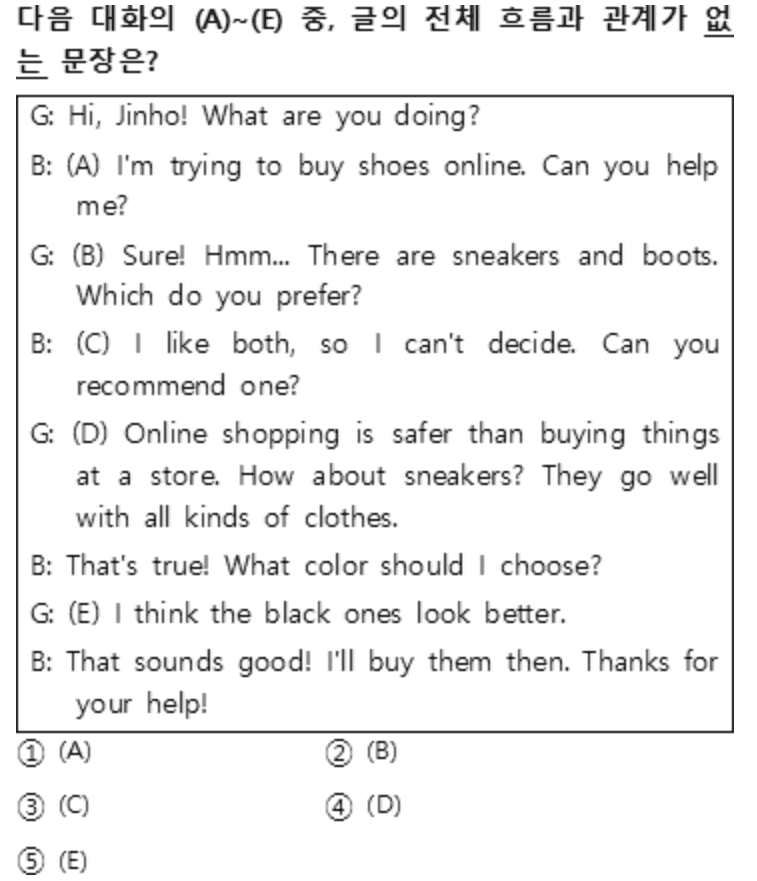 다음 대화의 (A)~(E) 중, 글의 전체 흐름과 관계가 없
는 문장은?
G: Hi, Jinho! What are you doing?
B: (A) I'm trying to buy shoes online. Can you help
me?
G: (B) Sure! Hmm... There are sneakers and boots.
Which do you prefer?
B: (C) I like both, so I can't decide. Can you
recommend one?
G: (D) Online shopping is safer than buying things
at a store. How about sneakers? They go well
with all kinds of clothes.
B: That's true! What color should I choose?
G: (E) I think the black ones look better.
B: That sounds good! I'll buy them then. Thanks for
your help!
① (A) ② (B)
③ (C) ④ (D)
⑤ (E)